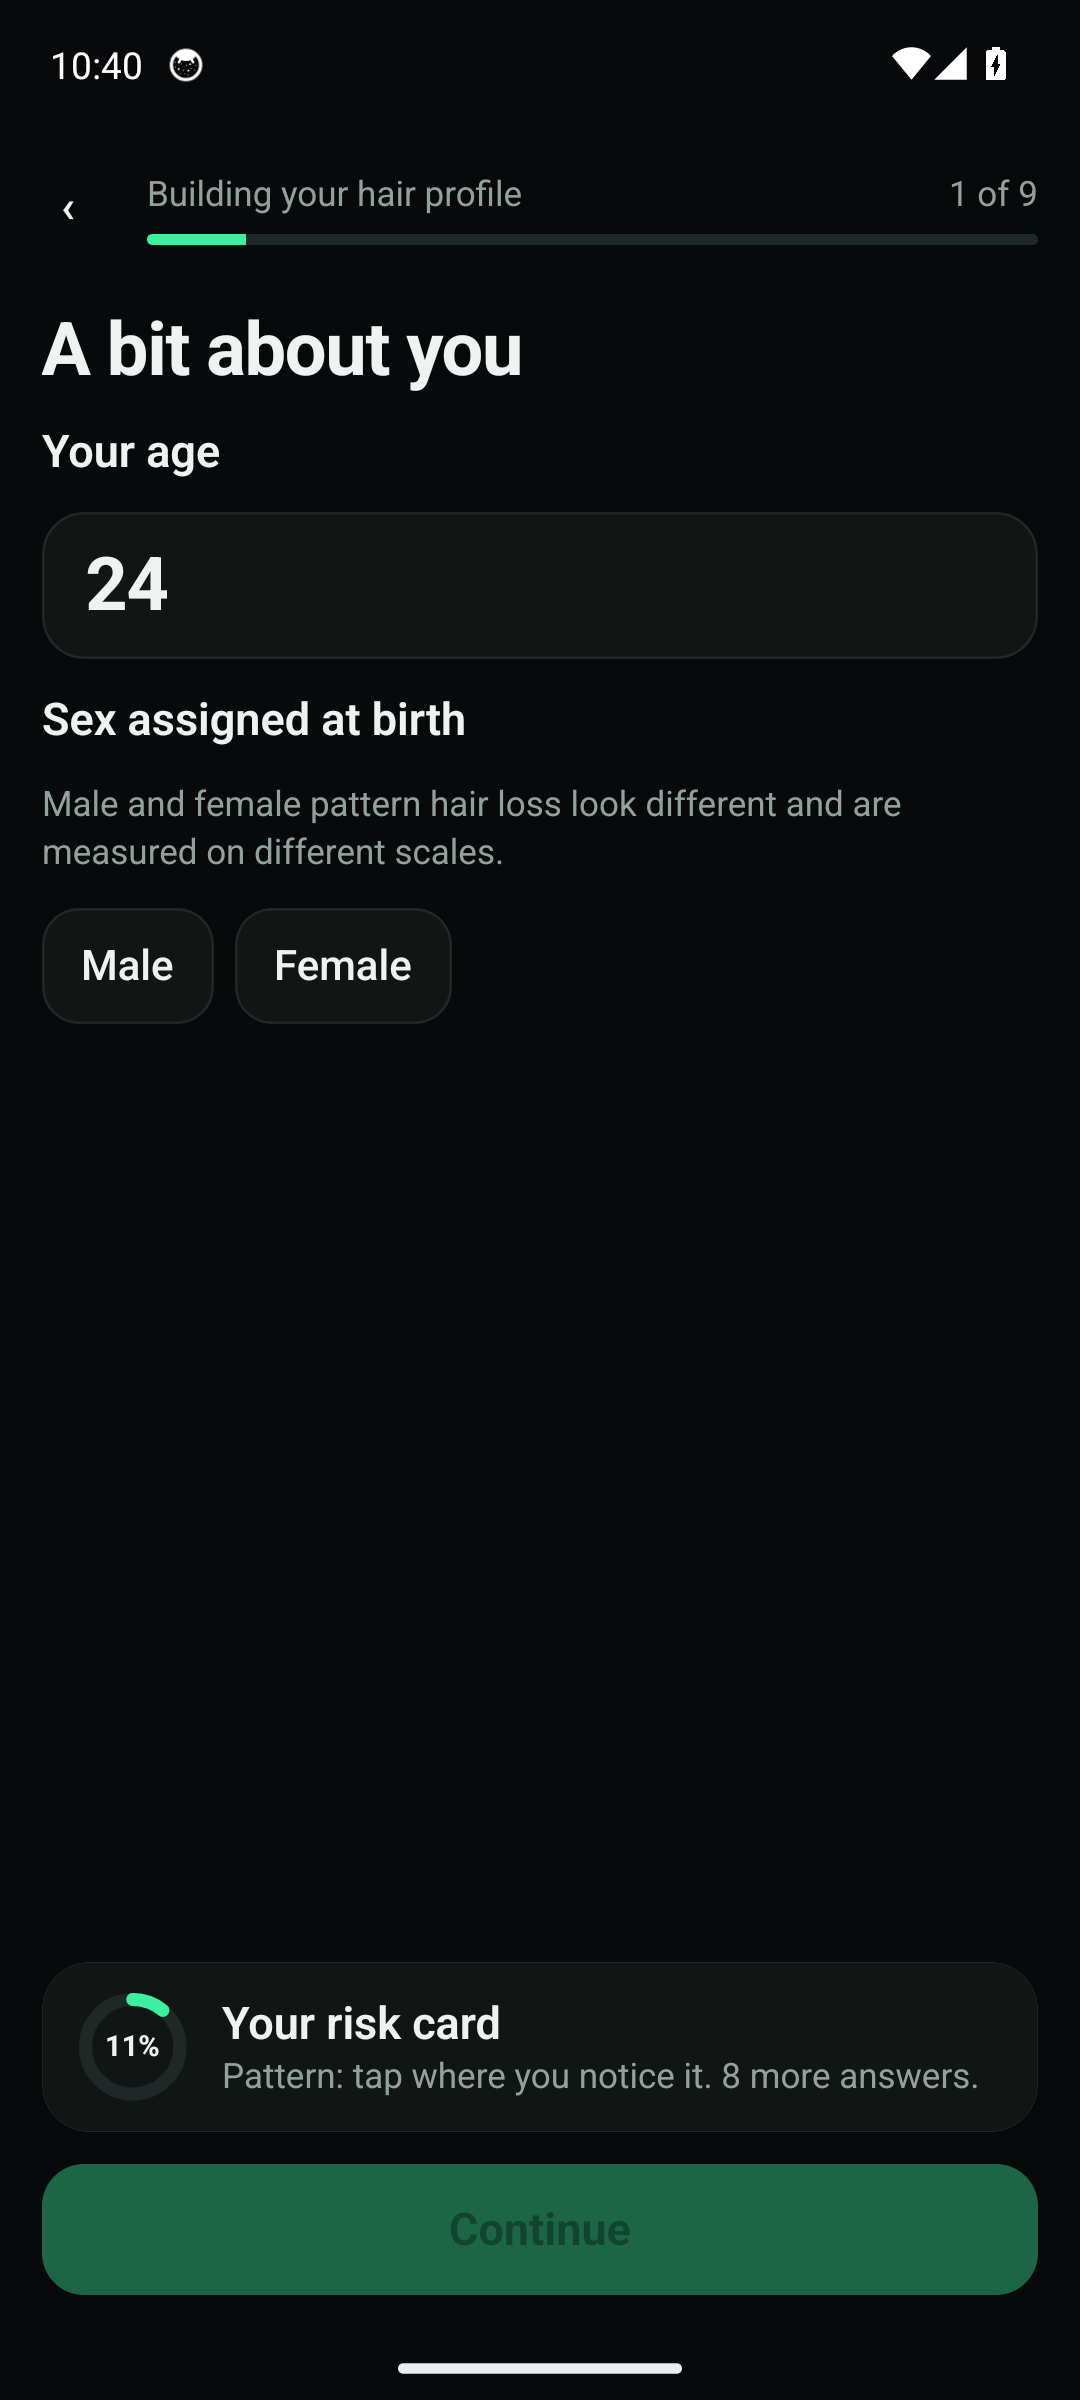 10:40
Building your hair profile
1 of 9
A bit about you
Your age
24
Sex assigned at birth
Male and female pattern hair loss look different and are
measured on different scales.
Male
Female
11%
Your risk card
Pattern: tap where you notice it. 8 more answers.
Continue